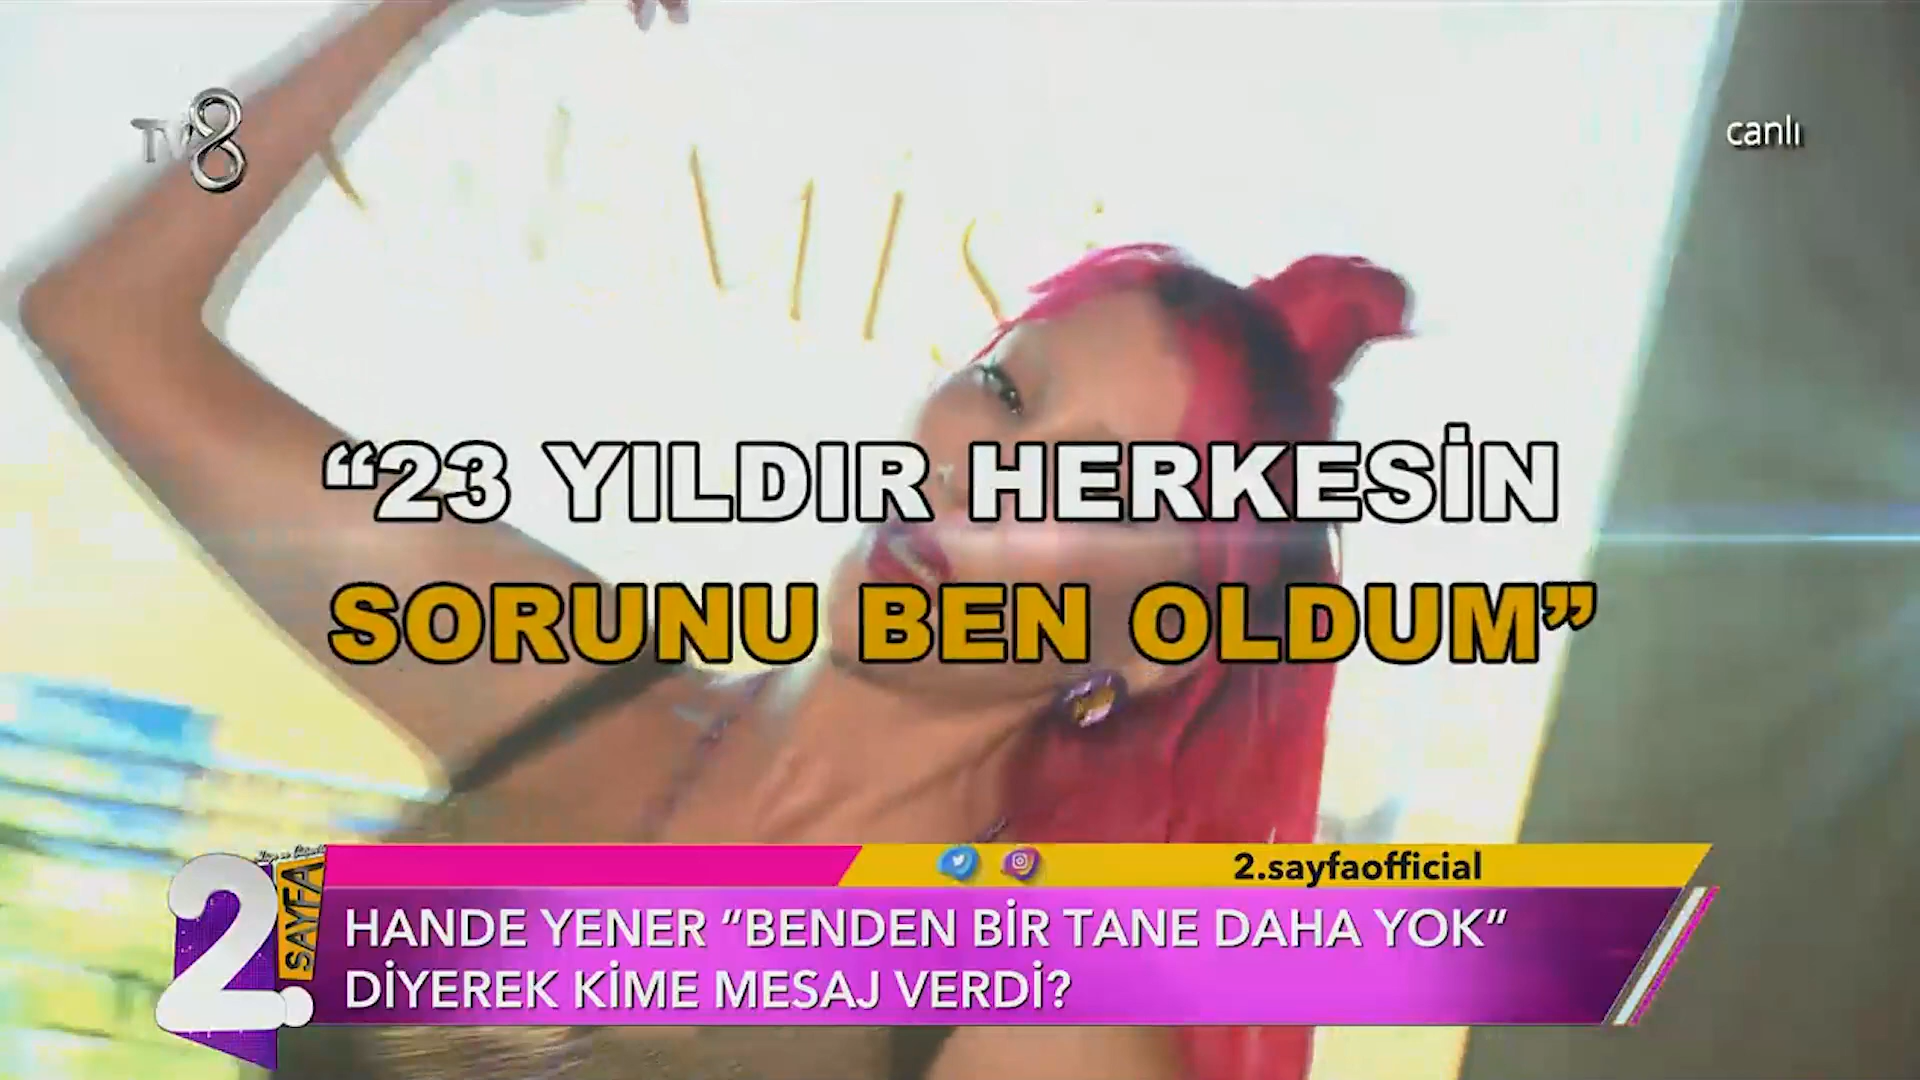 TV8
canlı
“23 YILDIR HERKESİN
SORUNU BEN OLDUM”
2.sayfaofficial
2. SAYFA
HANDE YENER “BENDEN BİR TANE DAHA YOK”
DİYEREK KİME MESAJ VERDİ?